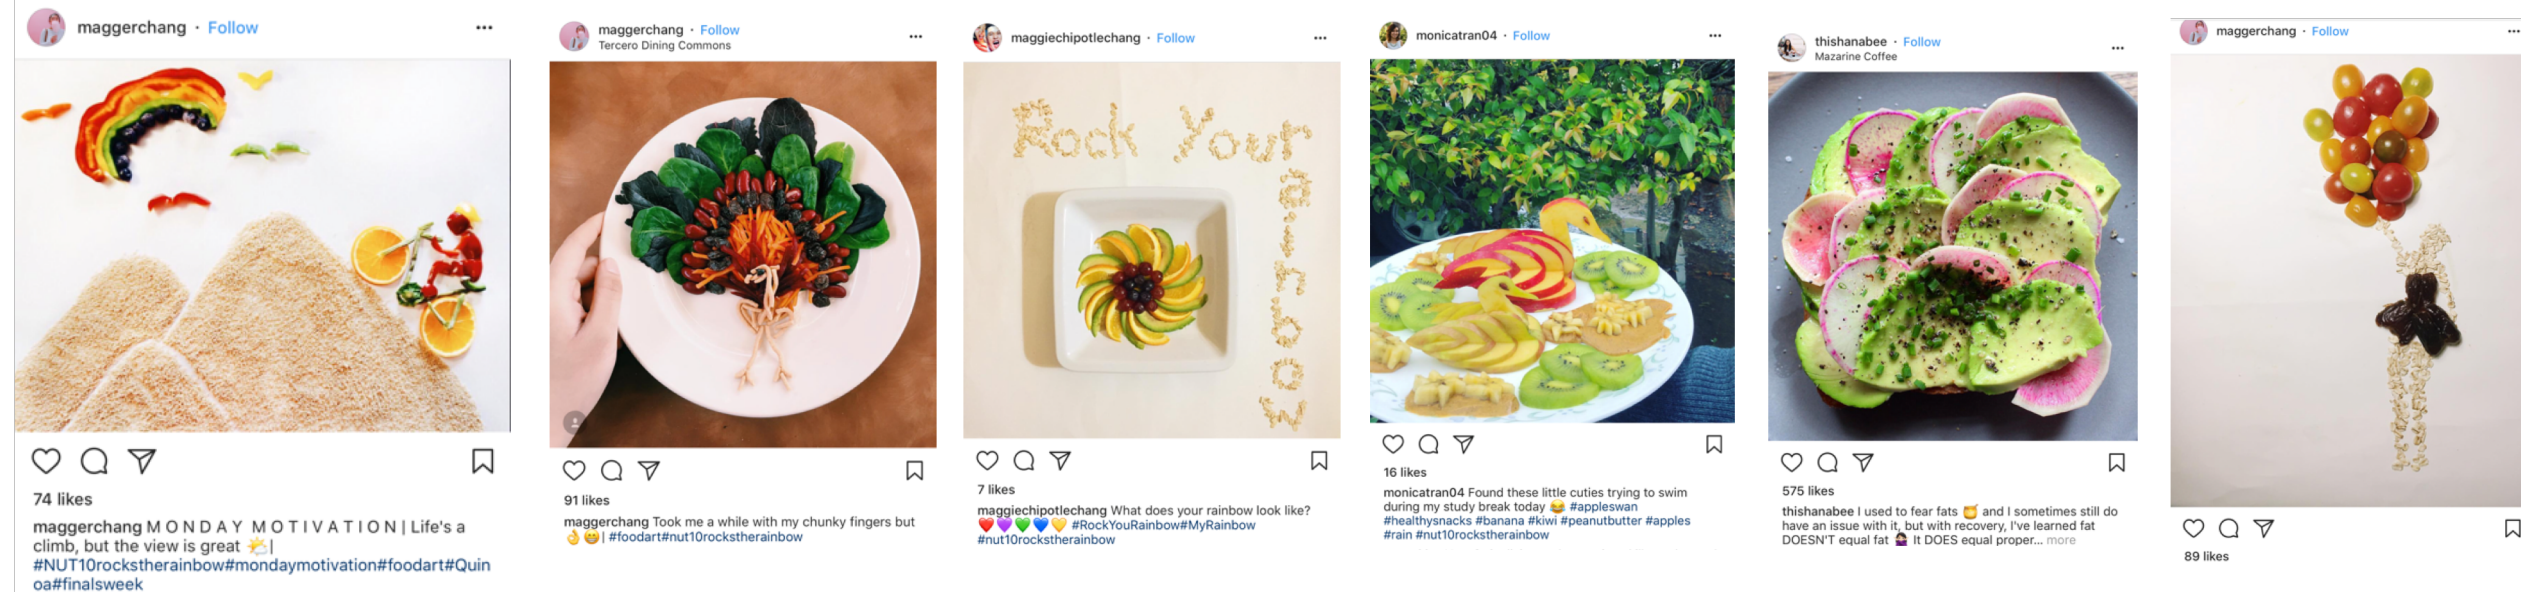 maggerchang · Follow
74 likes
maggerchang M O N D A Y M O T I V A T I O N | Life's a
climb, but the view is great 🌤️|
#NUT10rockstherainbow#mondaymotivation#foodart#Quin
oa#finalsweek
maggerchang · Follow
Tercero Dining Commons
91 likes
maggerchang Took me a while with my chunky fingers but
👌😁| #foodart#nut10rockstherainbow
maggiechipotlechang · Follow
Rock Your
Rainbow
7 likes
maggiechipotlechang What does your rainbow look like?
❤️💜💚💙💛 #RockYouRainbow#MyRainbow
#nut10rockstherainbow
monicatran04 · Follow
16 likes
monicatran04 Found these little cuties trying to swim
during my study break today 😂 #appleswan
#healthysnacks #banana #kiwi #peanutbutter #apples
#rain #nut10rockstherainbow
thishanabee · Follow
Mazarine Coffee
575 likes
thishanabee I used to fear fats 🍯 and I sometimes still do
have an issue with it, but with recovery, I've learned fat
DOESN'T equal fat 🙅🏻‍♀️ It DOES equal proper... more
maggerchang · Follow
89 likes